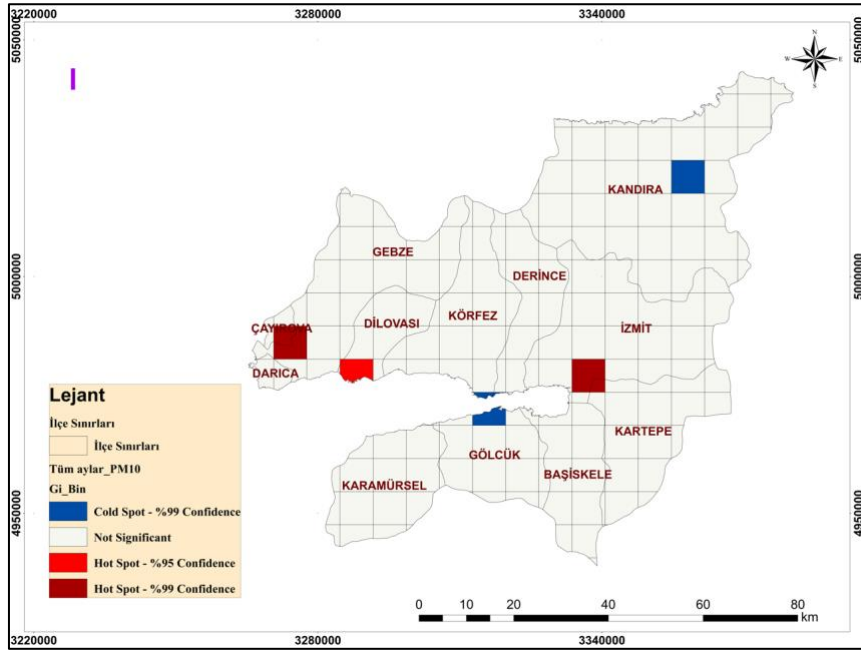 3220000 3280000 3340000
5050000 5050000
N
W E
S
KANDIRA
GEBZE
DERİNCE
KÖRFEZ
DİLOVASI
İZMİT
ÇAYIROVA
DARICA
KARTEPE
GÖLCÜK
BAŞİSKELE
KARAMÜRSEL
5000000 5000000
4950000 4950000
Lejant
İlçe Sınırları
İlçe Sınırları
Tüm aylar_PM10
Gi_Bin
Cold Spot - %99 Confidence
Not Significant
Hot Spot - %95 Confidence
Hot Spot - %99 Confidence
0 10 20 40 60 80
km
3220000 3280000 3340000